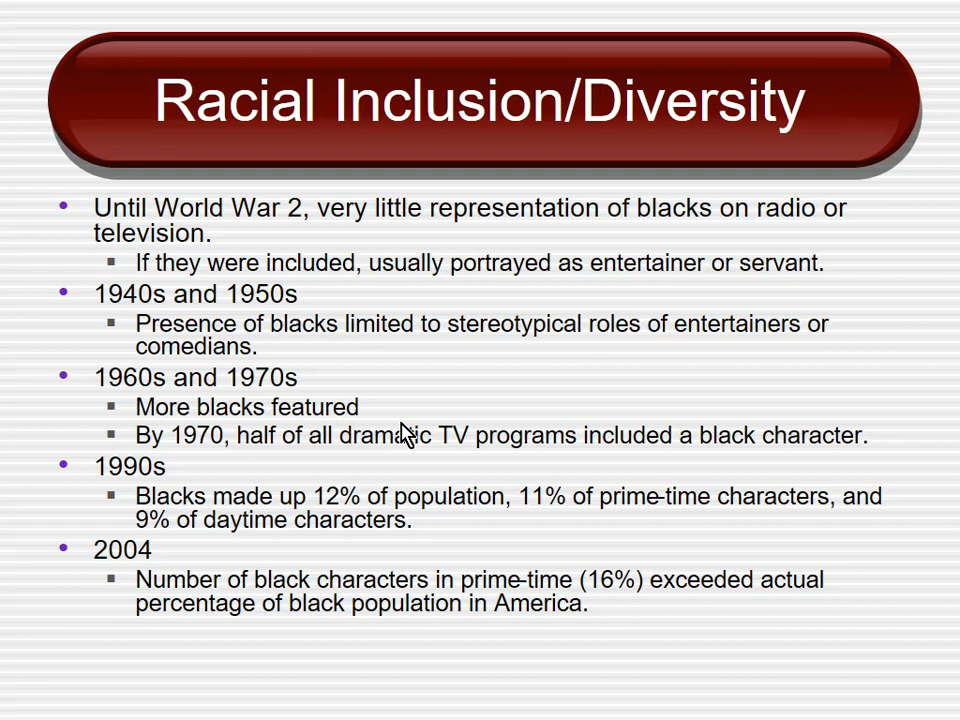 Racial Inclusion/Diversity
• Until World War 2, very little representation of blacks on radio or
television.
▪ If they were included, usually portrayed as entertainer or servant.
• 1940s and 1950s
▪ Presence of blacks limited to stereotypical roles of entertainers or
comedians.
• 1960s and 1970s
▪ More blacks featured
▪ By 1970, half of all dramatic TV programs included a black character.
• 1990s
▪ Blacks made up 12% of population, 11% of prime-time characters, and
9% of daytime characters.
• 2004
▪ Number of black characters in prime-time (16%) exceeded actual
percentage of black population in America.